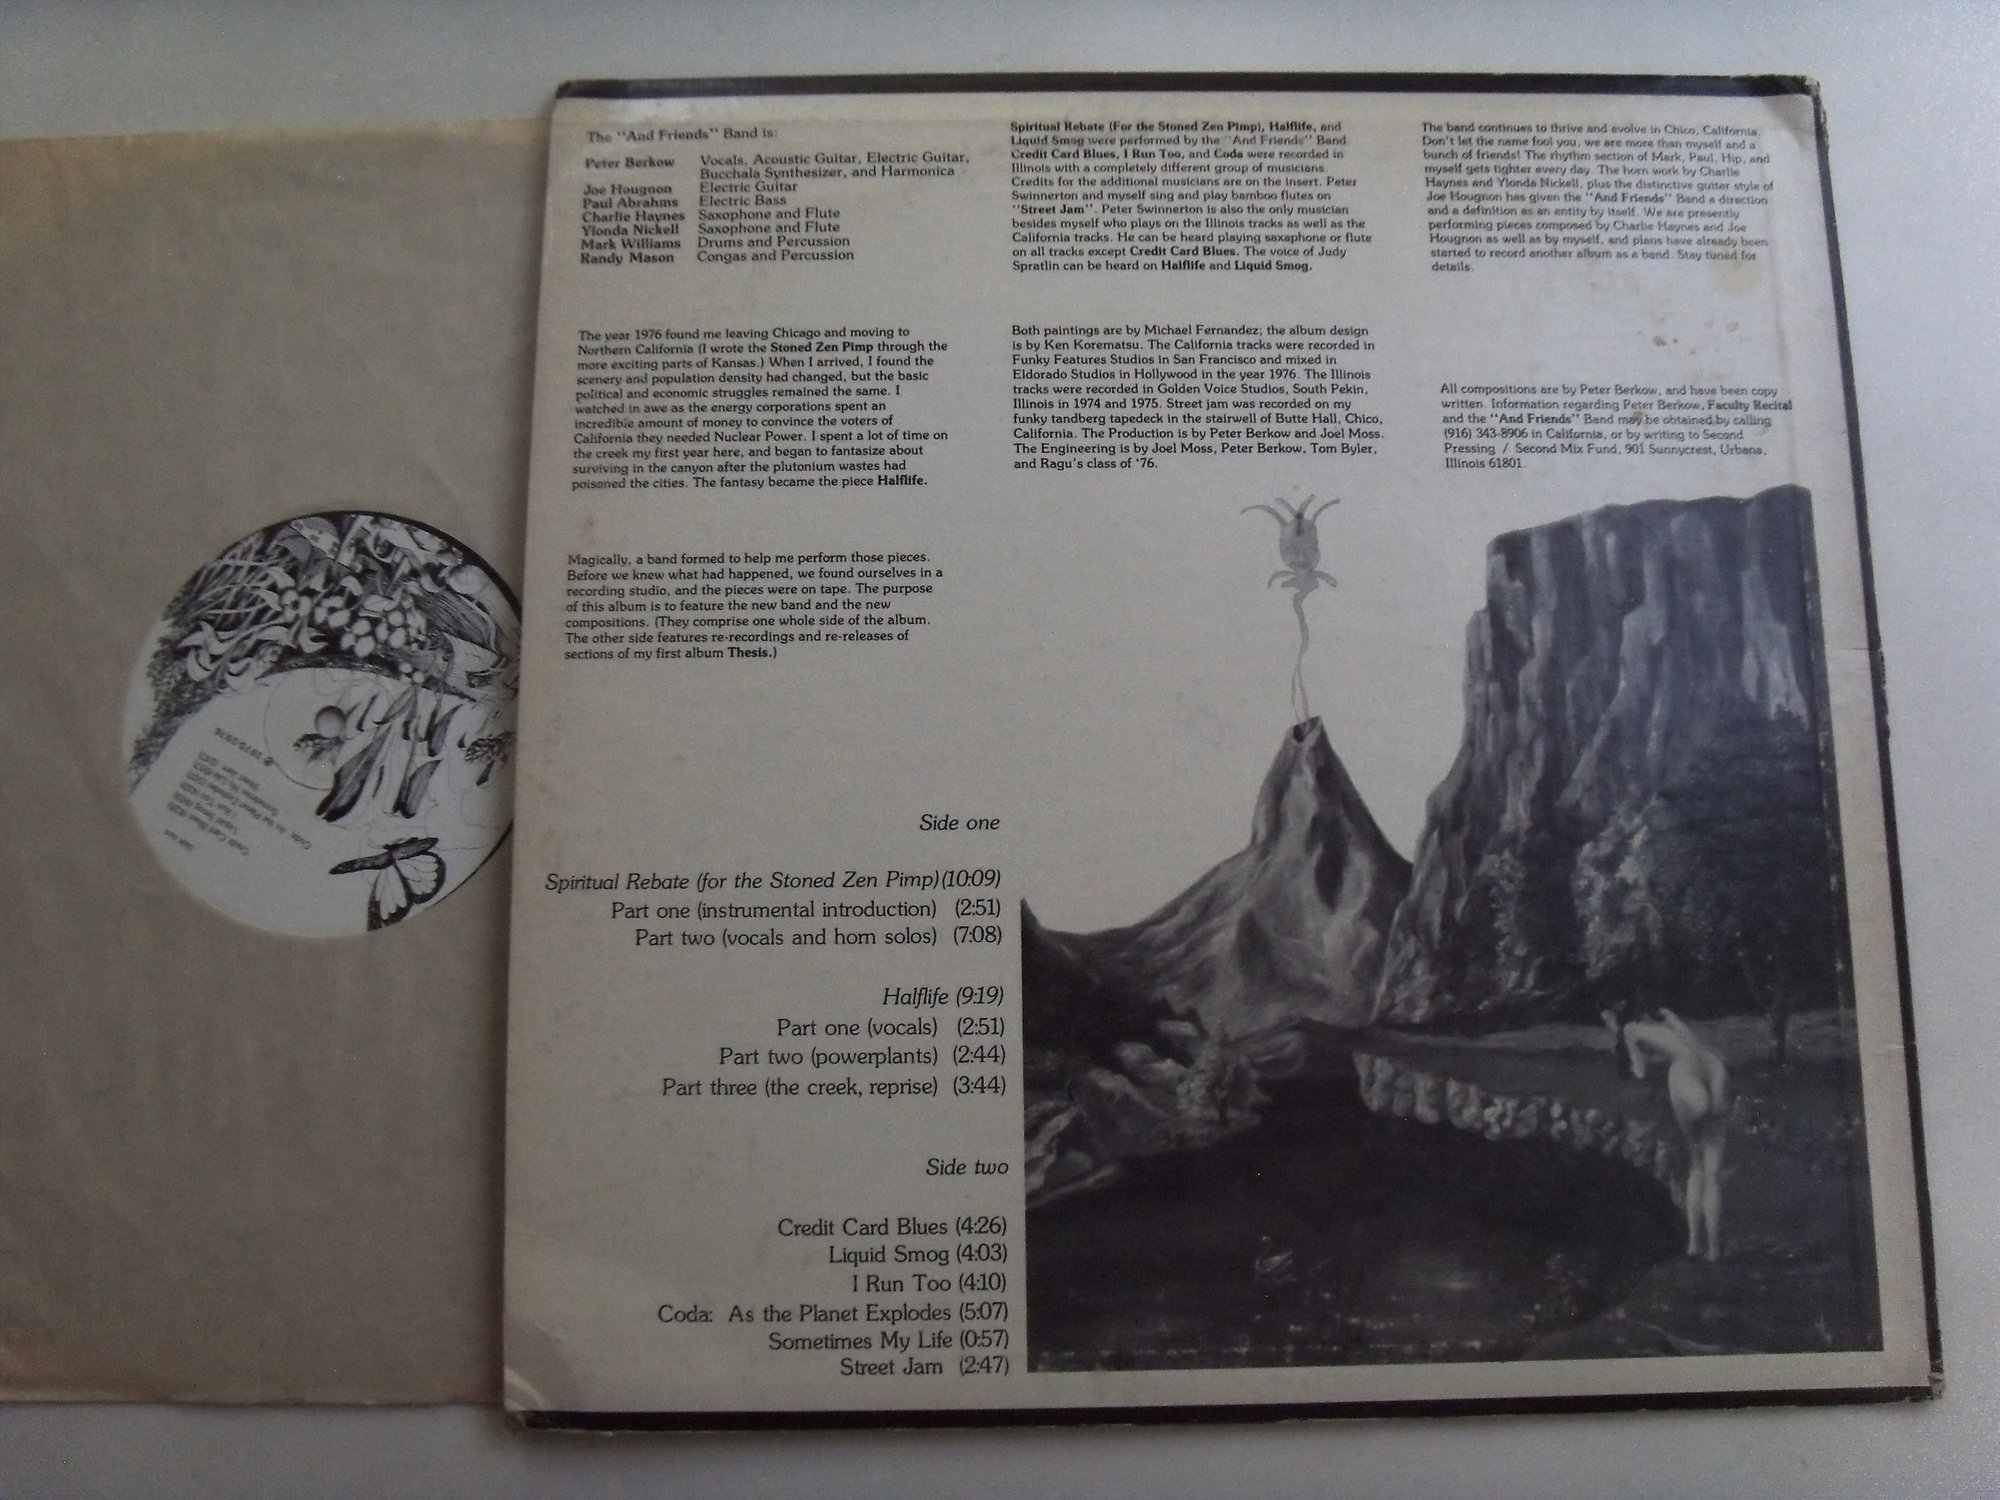 The "And Friends" Band is:
Peter Berkow Vocals, Acoustic Guitar, Electric Guitar,
Bucchala Synthesizer, and Harmonica
Joe Hougnon Electric Guitar
Paul Abrahms Electric Bass
Charlie Haynes Saxophone and Flute
Ylonda Nickell Saxophone and Flute
Mark Williams Drums and Percussion
Randy Mason Congas and Percussion
The year 1976 found me leaving Chicago and moving to
Northern California (I wrote the Stoned Zen Pimp through the
more exciting parts of Kansas.) When I arrived, I found the
scenery and population density had changed, but the basic
political and economic struggles remained the same. I
watched in awe as the energy corporations spent an
incredible amount of money to convince the voters of
California they needed Nuclear Power. I spent a lot of time on
the creek my first year here, and began to fantasize about
surviving in the canyon after the plutonium wastes had
poisoned the cities. The fantasy became the piece Halflife.
Magically, a band formed to help me perform those pieces.
Before we knew what had happened, we found ourselves in a
recording studio, and the pieces were on tape. The purpose
of this album is to feature the new band and the new
compositions. (They comprise one whole side of the album.
The other side features re-recordings and re-releases of
sections of my first album Thesis.)
Spiritual Rebate (For the Stoned Zen Pimp), Halflife, and
Liquid Smog were performed by the "And Friends" Band
Credit Card Blues, I Run Too, and Coda were recorded in
Illinois with a completely different group of musicians.
Credits for the additional musicians are on the insert. Peter
Swinnerton and myself sing and play bamboo flutes on
"Street Jam". Peter Swinnerton is also the only musician
besides myself who plays on the Illinois tracks as well as the
California tracks. He can be heard playing saxaphone or flute
on all tracks except Credit Card Blues. The voice of Judy
Spratlin can be heard on Halflife and Liquid Smog.
Both paintings are by Michael Fernandez; the album design
is by Ken Korematsu. The California tracks were recorded in
Funky Features Studios in San Francisco and mixed in
Eldorado Studios in Hollywood in the year 1976. The Illinois
tracks were recorded in Golden Voice Studios, South Pekin,
Illinois in 1974 and 1975. Street jam was recorded on my
funky tandberg tapedeck in the stairwell of Butte Hall, Chico,
California. The Production is by Peter Berkow and Joel Moss.
The Engineering is by Joel Moss, Peter Berkow, Tom Byler,
and Ragu's class of '76.
The band continues to thrive and evolve in Chico, California.
Don't let the name fool you, we are more than myself and a
bunch of friends! The rhythm section of Mark, Paul, Hip, and
myself gets tighter every day. The horn work by Charlie
Haynes and Ylonda Nickell, plus the distinctive guitar style of
Joe Hougnon has given the "And Friends" Band a direction
and a definition as an entity by itself. We are presently
performing pieces composed by Charlie Haynes and Joe
Hougnon as well as by myself, and plans have already been
started to record another album as a band. Stay tuned for
details.
All compositions are by Peter Berkow, and have been copy
written. Information regarding Peter Berkow, Faculty Recital
and the "And Friends" Band may be obtained by calling
(916) 343-8906 in California, or by writing to Second
Pressing / Second Mix Fund, 901 Sunnycrest, Urbana,
Illinois 61801.
Side one
Spiritual Rebate (for the Stoned Zen Pimp) (10:09)
Part one (instrumental introduction) (2:51)
Part two (vocals and horn solos) (7:08)
Halflife (9:19)
Part one (vocals) (2:51)
Part two (powerplants) (2:44)
Part three (the creek, reprise) (3:44)
Side two
Credit Card Blues (4:26)
Liquid Smog (4:03)
I Run Too (4:10)
Coda: As the Planet Explodes (5:07)
Sometimes My Life (0:57)
Street Jam (2:47)
Side two
Credit Card Blues
Liquid Smog
I Run Too
Coda: As the Planet Explodes
Sometimes My Life
Street Jam
℗ 1975-1976